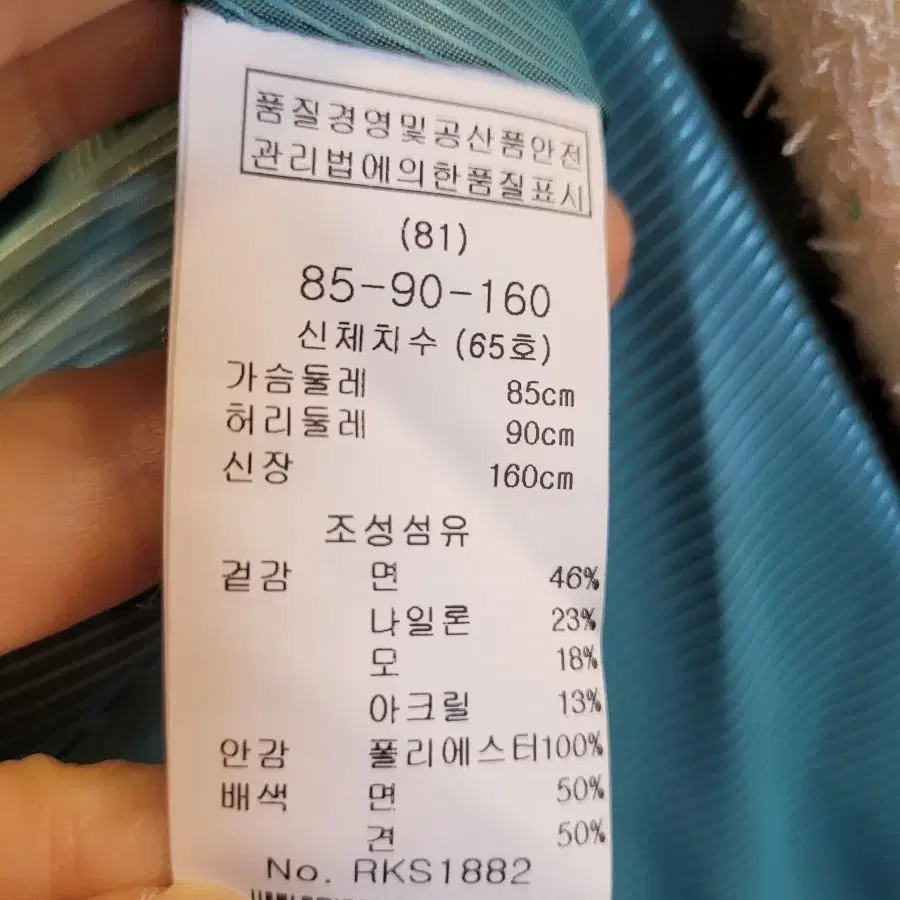 품질경영및공산품안전
관리법에의한품질표시
(81)
85-90-160
신체치수 (65호)
가슴둘레 85cm
허리둘레 90cm
신장 160cm
조성섬유
겉감 면 46%
나일론 23%
모 18%
아크릴 13%
안감 폴리에스터100%
배색 면 50%
견 50%
No. RKS1882